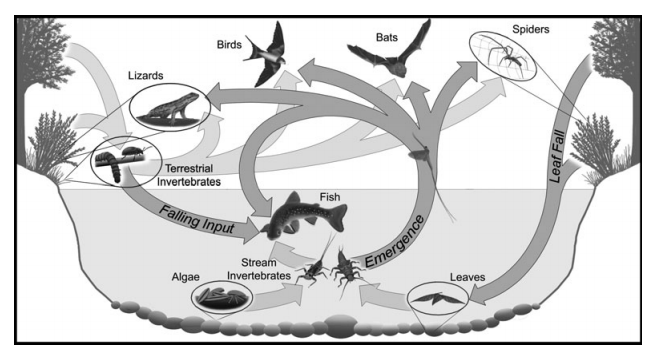 Spiders
Bats
Birds
Lizards
Terrestrial
Invertebrates
Leaf Fall
Fish
Falling Input
Emergence
Stream
Invertebrates
Algae
Leaves